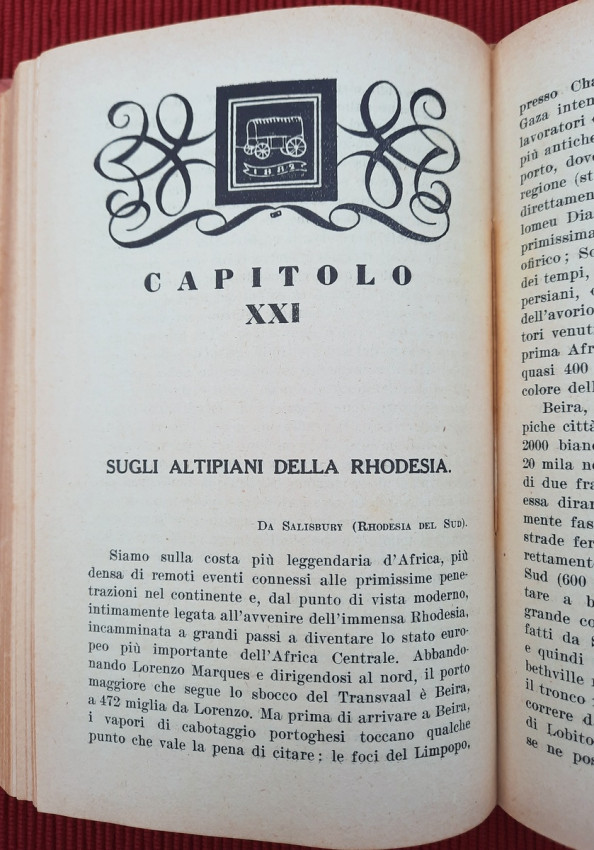 1882
CAPITOLO
XXI
SUGLI ALTIPIANI DELLA RHODESIA.
DA SALISBURY (RHODESIA DEL SUD).
Siamo sulla costa più leggendaria d'Africa, più
densa di remoti eventi connessi alle primissime pene-
trazioni nel continente e, dal punto di vista moderno,
intimamente legata all'avvenire dell'immensa Rhodesia,
incamminata a grandi passi a diventare lo stato euro-
peo più importante dell'Africa Centrale. Abbando-
nando Lorenzo Marques e dirigendosi al nord, il porto
maggiore che segue lo sbocco del Transvaal è Beira,
a 472 miglia da Lorenzo. Ma prima di arrivare a Beira,
i vapori di cabotaggio portoghesi toccano qualche
punto che vale la pena di citare; le foci del Limpopo,
presso
Gaza
lavoratori
più antiche
porto,
regione
lomeu
ofirico;
dei tempi,
persiani,
dell'avorio
tori
prima
quasi 400
colore
Beira,
piche
2000
20 mila
di due
essa
mente
strade
Sud (600
tare a
grande
fatti da
e quindi
il tronco
correre
di
se ne